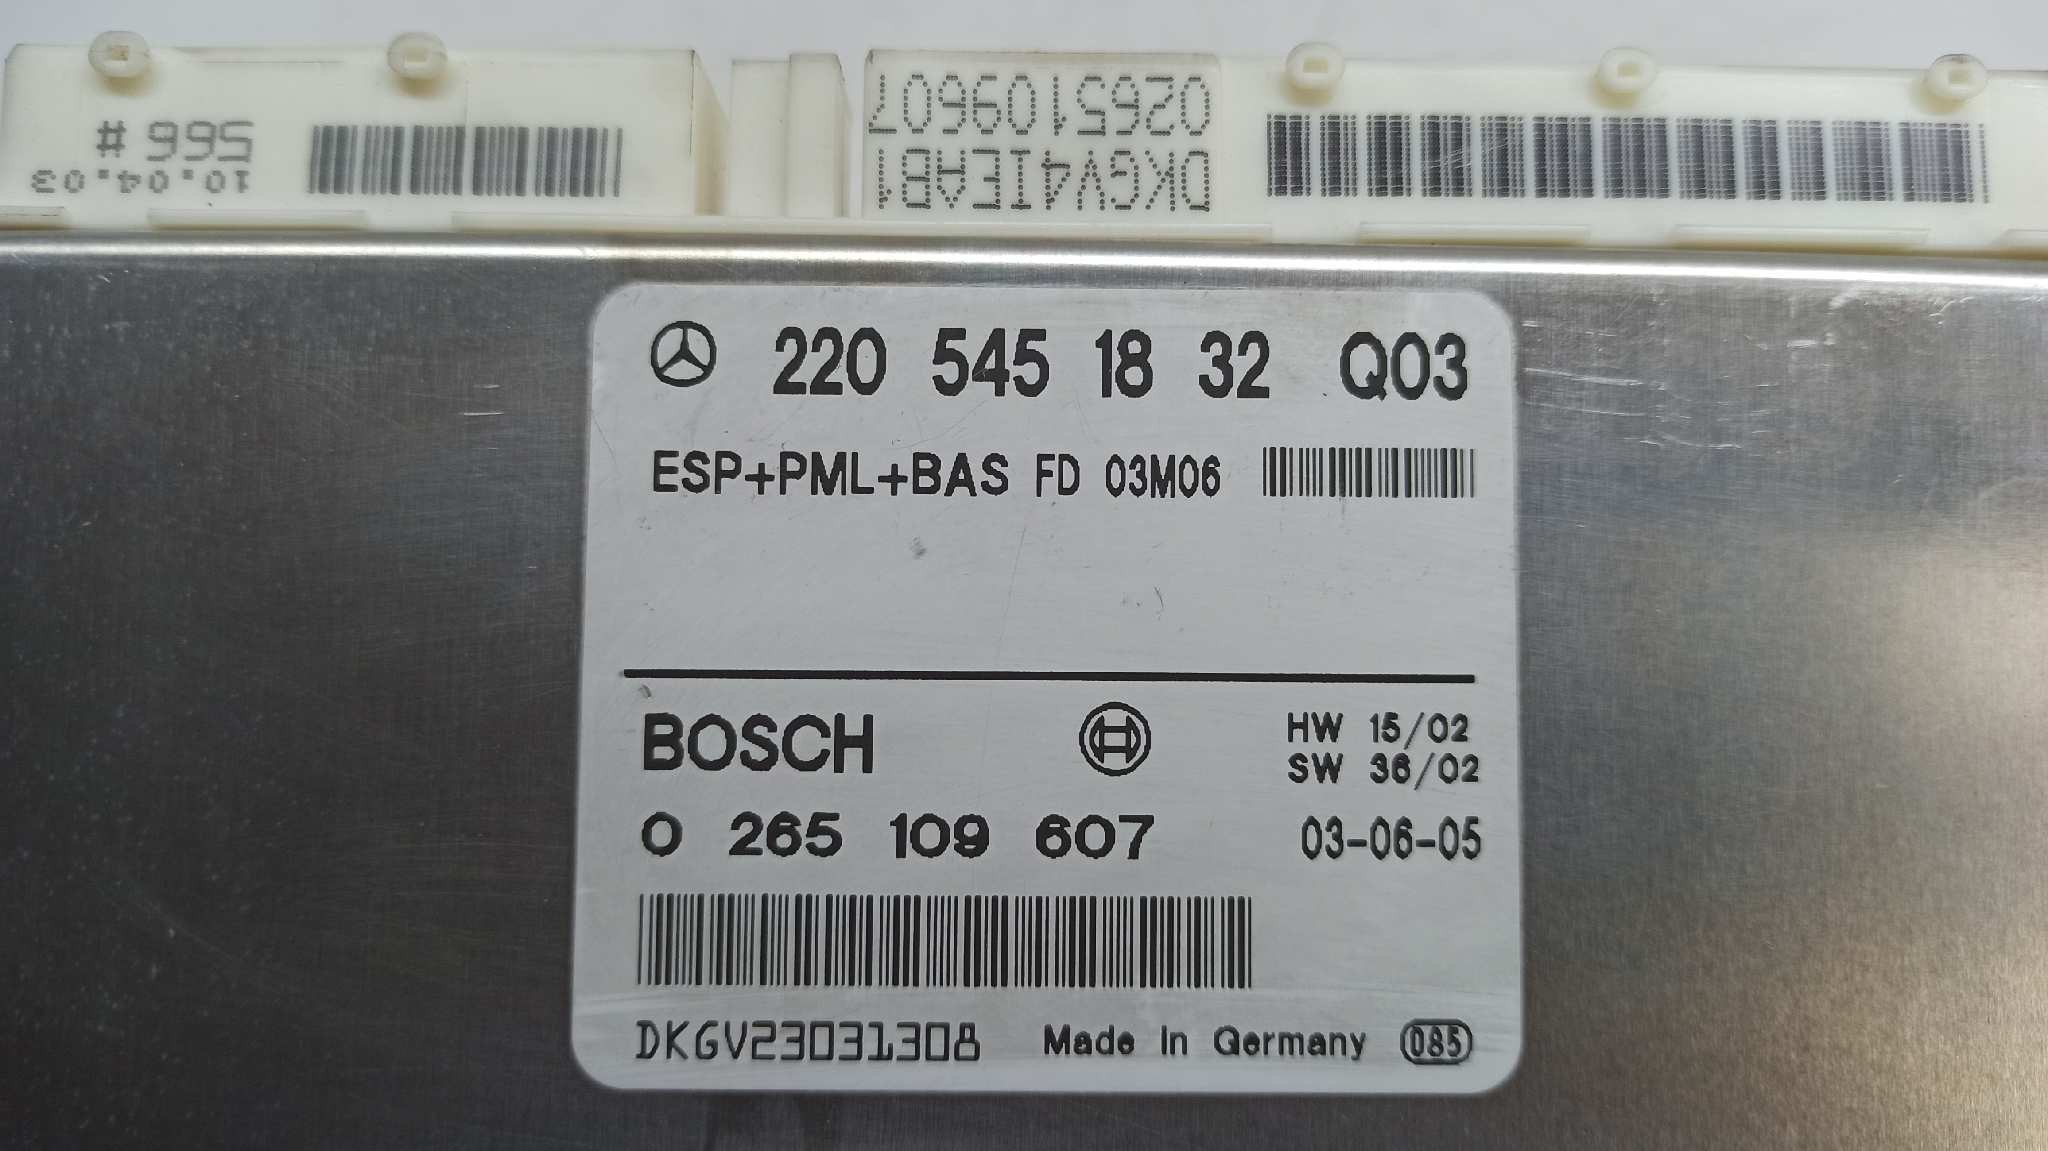 566 #
10.04.03
0265109607
DKGV4IEAB1
220 545 18 32 Q03
ESP+PML+BAS FD 03M06
BOSCH
HW 15/02
SW 36/02
0 265 109 607 03-06-05
DKGV23031308 Made In Germany 085